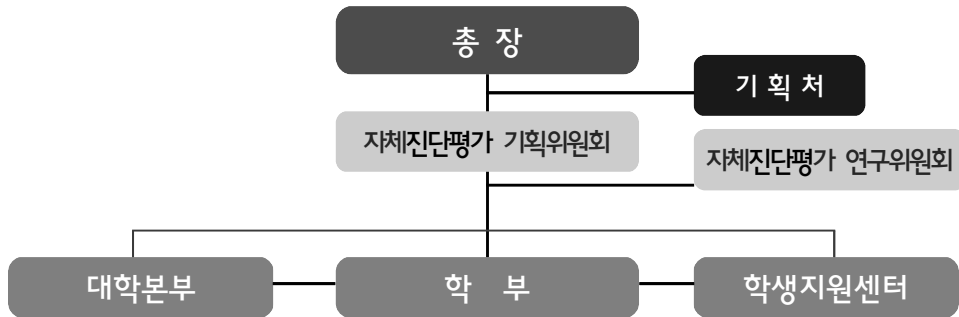 총 장
기 획 처
자체진단평가 기획위원회
자체진단평가 연구위원회
대학본부
학 부
학생지원센터